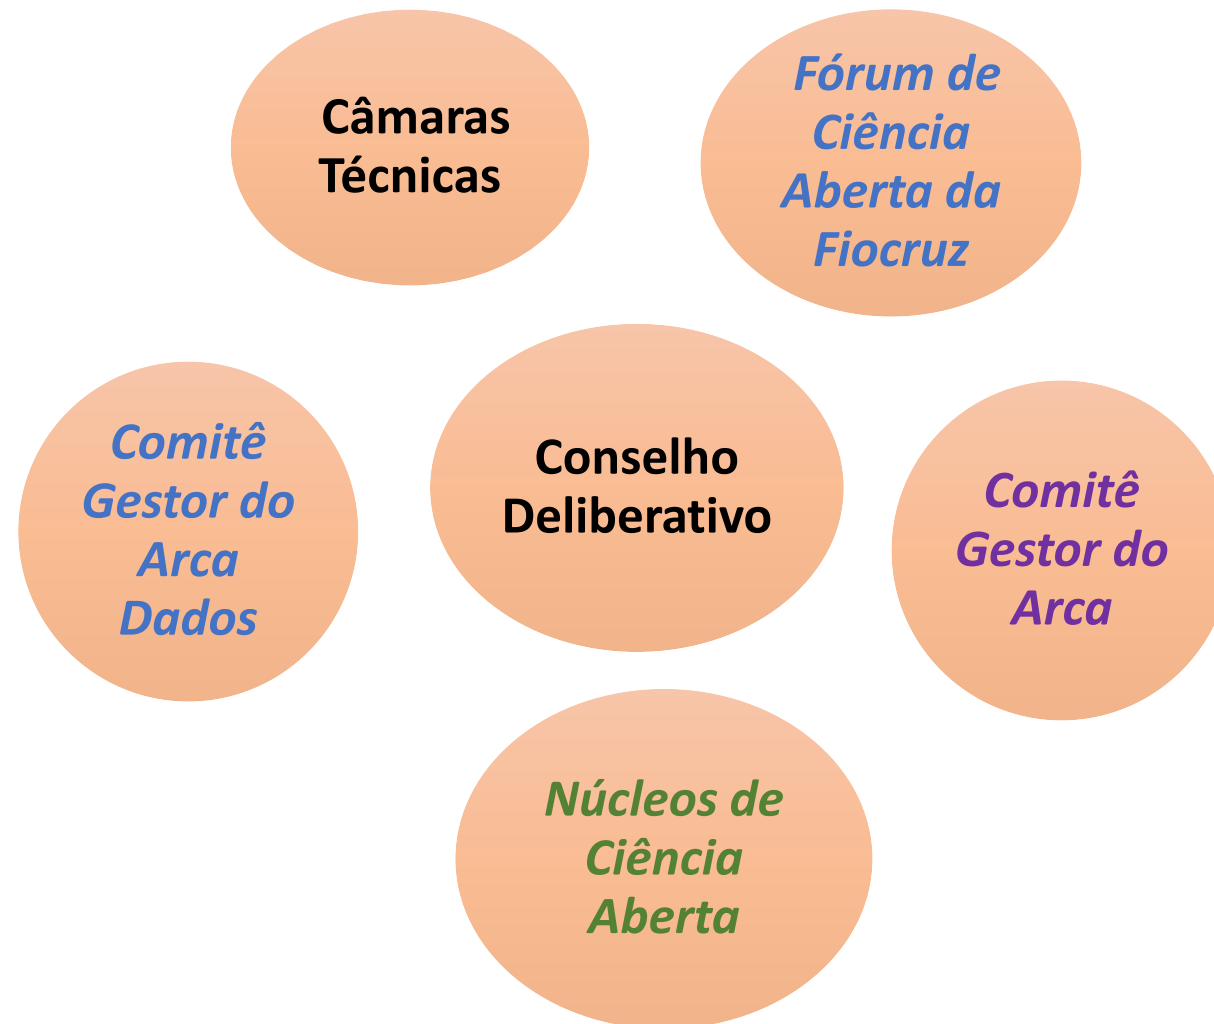 Câmaras
Técnicas
Fórum de
Ciência
Aberta da
Fiocruz
Comitê
Gestor do
Arca
Dados
Conselho
Deliberativo
Comitê
Gestor do
Arca
Núcleos de
Ciência
Aberta